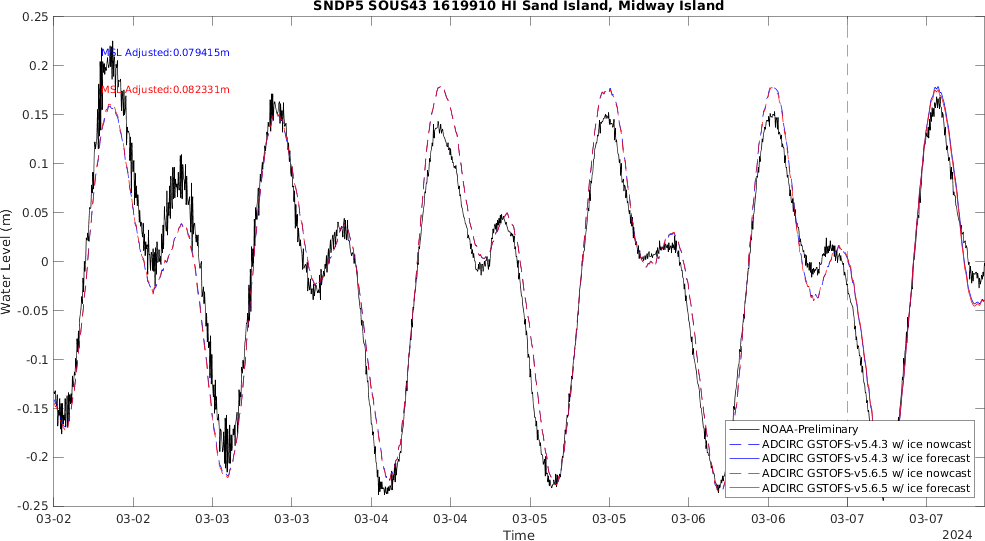 SNDP5 SOUS43 1619910 HI Sand Island, Midway Island
0.25
0.2
0.15
0.1
0.05
0
-0.05
-0.1
-0.15
-0.2
-0.25
Water Level (m)
MSL Adjusted:0.079415m
MSL Adjusted:0.082331m
NOAA-Preliminary
ADCIRC GSTOFS-v5.4.3 w/ ice nowcast
ADCIRC GSTOFS-v5.4.3 w/ ice forecast
ADCIRC GSTOFS-v5.6.5 w/ ice nowcast
ADCIRC GSTOFS-v5.6.5 w/ ice forecast
03-02 03-02 03-03 03-03 03-04 03-04 03-05 03-05 03-06 03-06 03-07 03-07
Time
2024